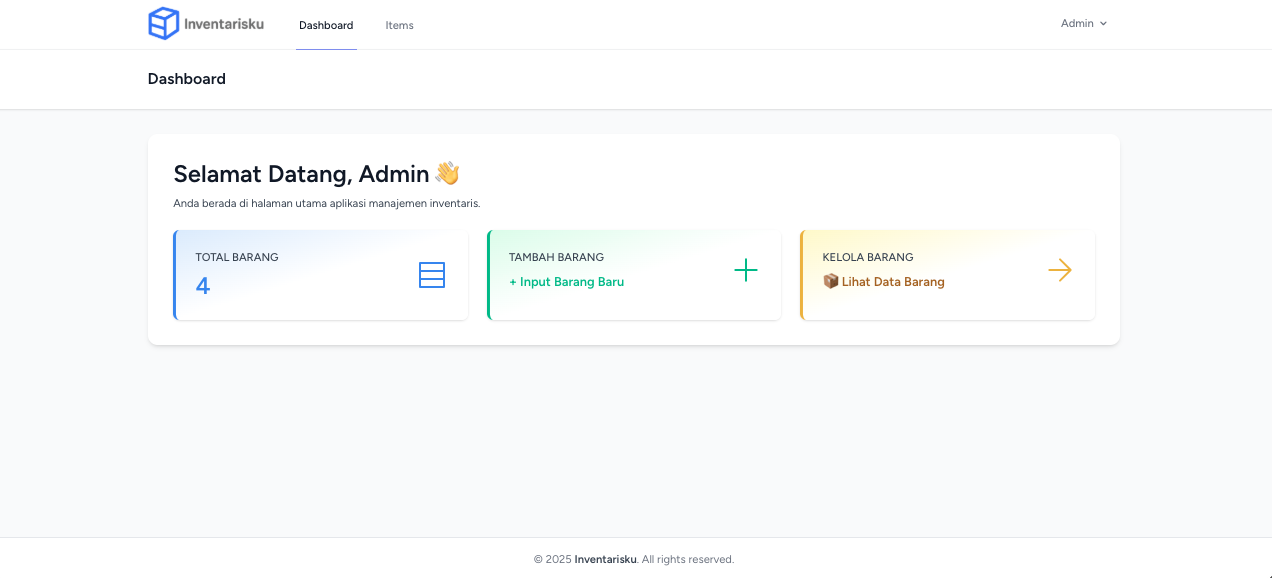 Inventarisku
Dashboard
Items
Admin
Dashboard
Selamat Datang, Admin 👋
Anda berada di halaman utama aplikasi manajemen inventaris.
TOTAL BARANG
4
TAMBAH BARANG
+ Input Barang Baru
KELOLA BARANG
📦 Lihat Data Barang
© 2025 Inventarisku. All rights reserved.